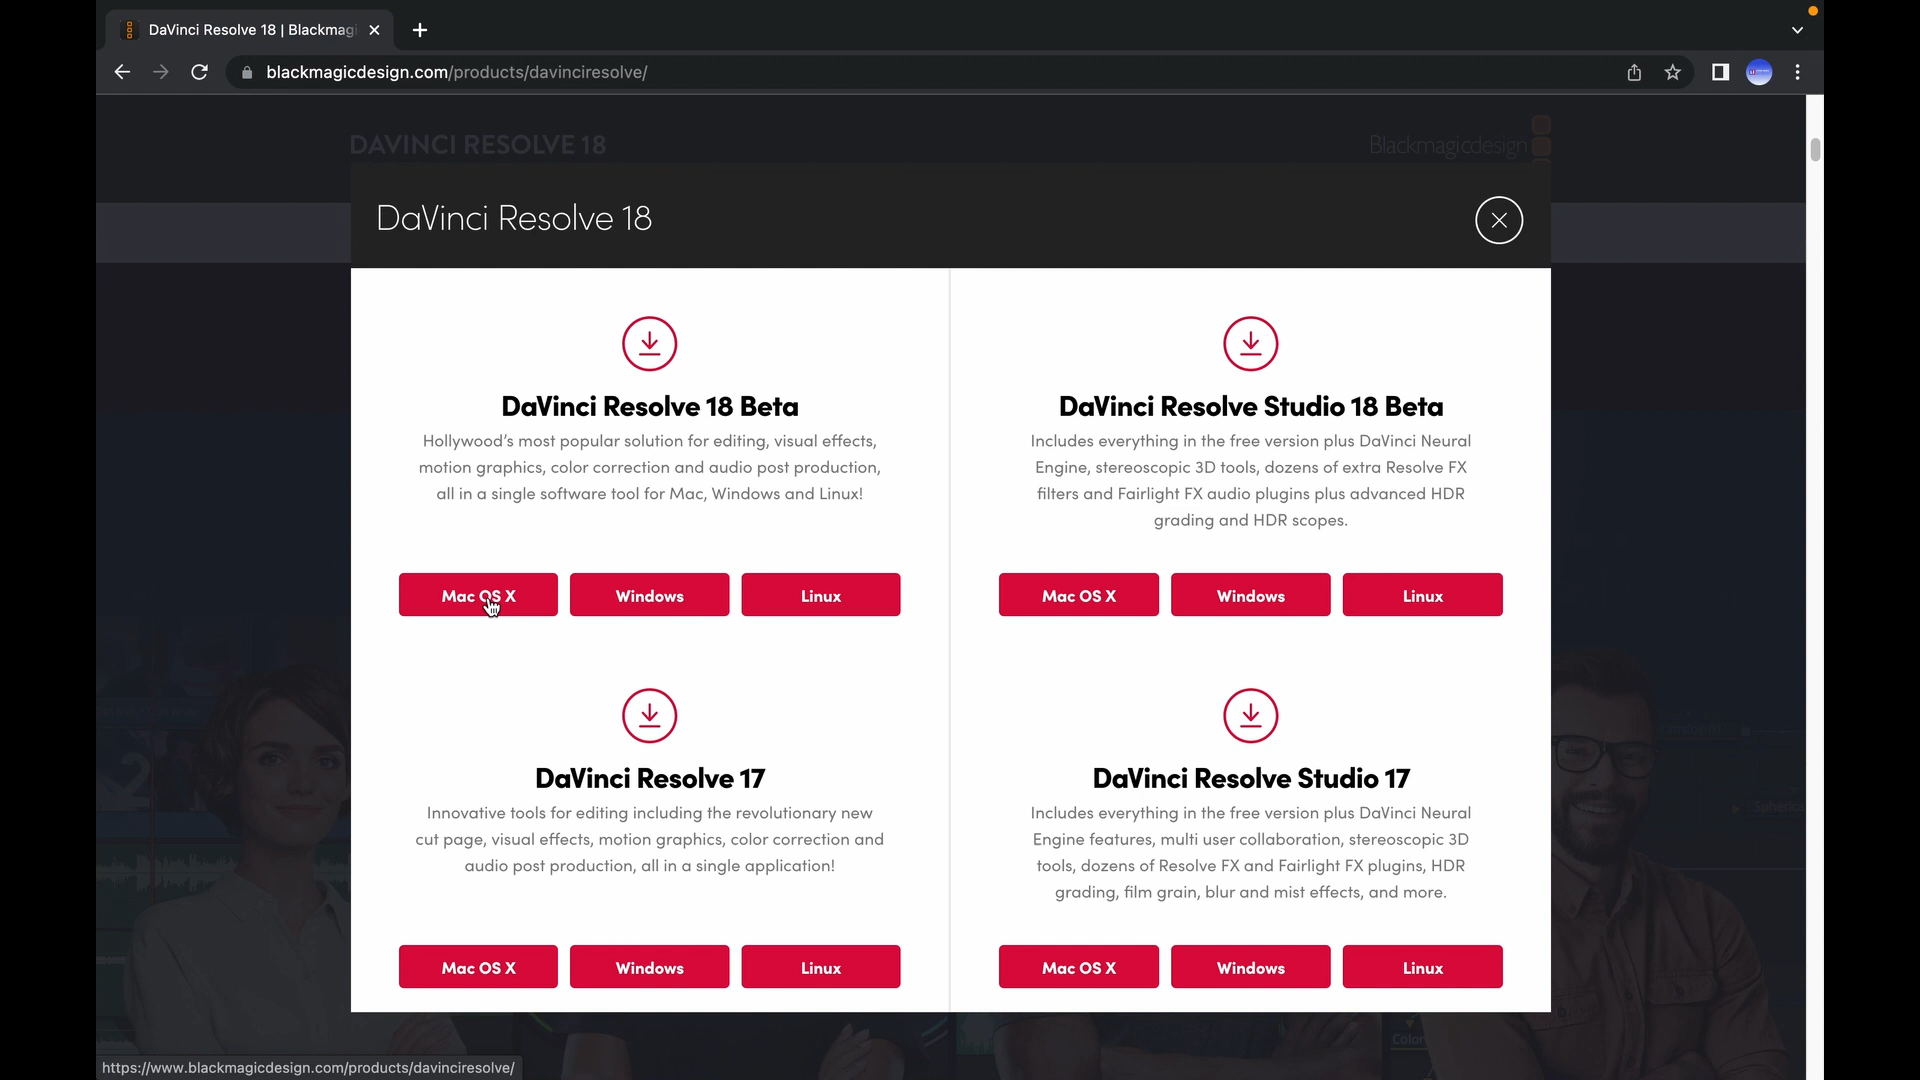 DaVinci Resolve 18 | Blackmagi
blackmagicdesign.com/products/davinciresolve/
DAVINCI RESOLVE 18
Blackmagicdesign
DaVinci Resolve 18
DaVinci Resolve 18 Beta
Hollywood's most popular solution for editing, visual effects,
motion graphics, color correction and audio post production,
all in a single software tool for Mac, Windows and Linux!
Mac OS X
Windows
Linux
DaVinci Resolve Studio 18 Beta
Includes everything in the free version plus DaVinci Neural
Engine, stereoscopic 3D tools, dozens of extra Resolve FX
filters and Fairlight FX audio plugins plus advanced HDR
grading and HDR scopes.
Mac OS X
Windows
Linux
DaVinci Resolve 17
Innovative tools for editing including the revolutionary new
cut page, visual effects, motion graphics, color correction and
audio post production, all in a single application!
Mac OS X
Windows
Linux
DaVinci Resolve Studio 17
Includes everything in the free version plus DaVinci Neural
Engine features, multi user collaboration, stereoscopic 3D
tools, dozens of Resolve FX and Fairlight FX plugins, HDR
grading, film grain, blur and mist effects, and more.
Mac OS X
Windows
Linux
Color
https://www.blackmagicdesign.com/products/davinciresolve/